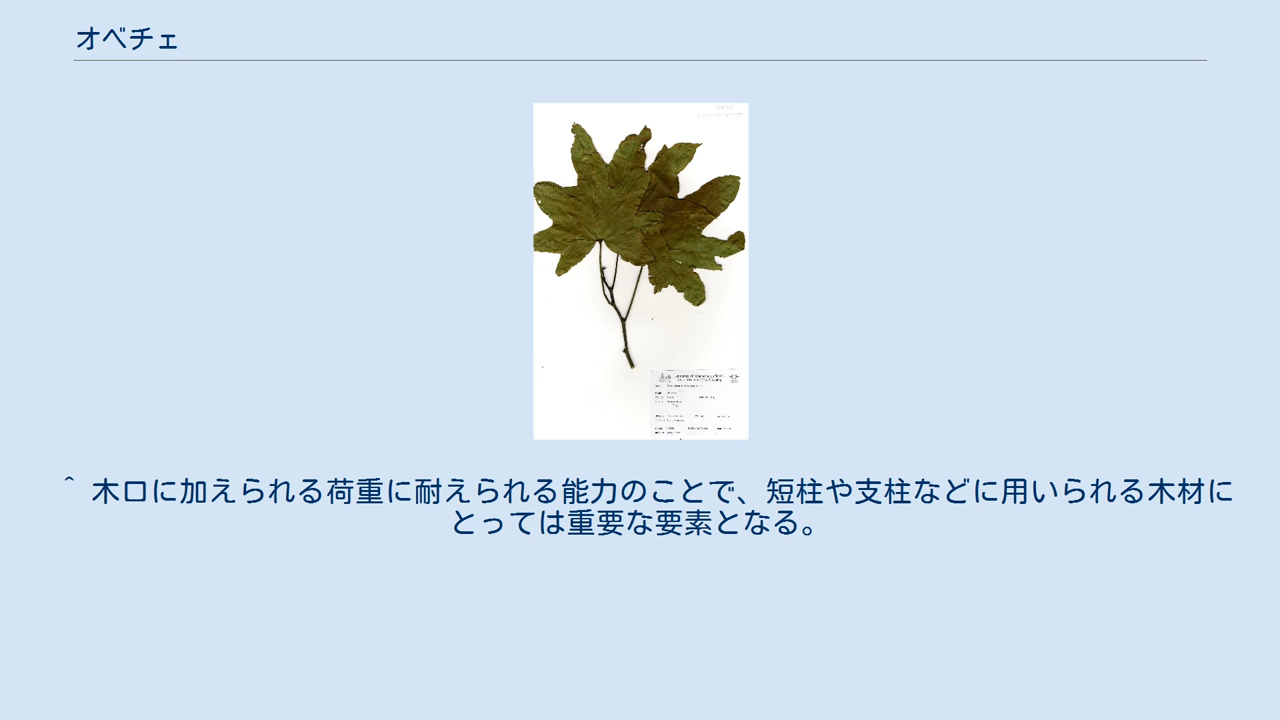 オベチェ
^ 木口に加えられる荷重に耐えられる能力のことで、短柱や支柱などに用いられる木材に
とっては重要な要素となる。